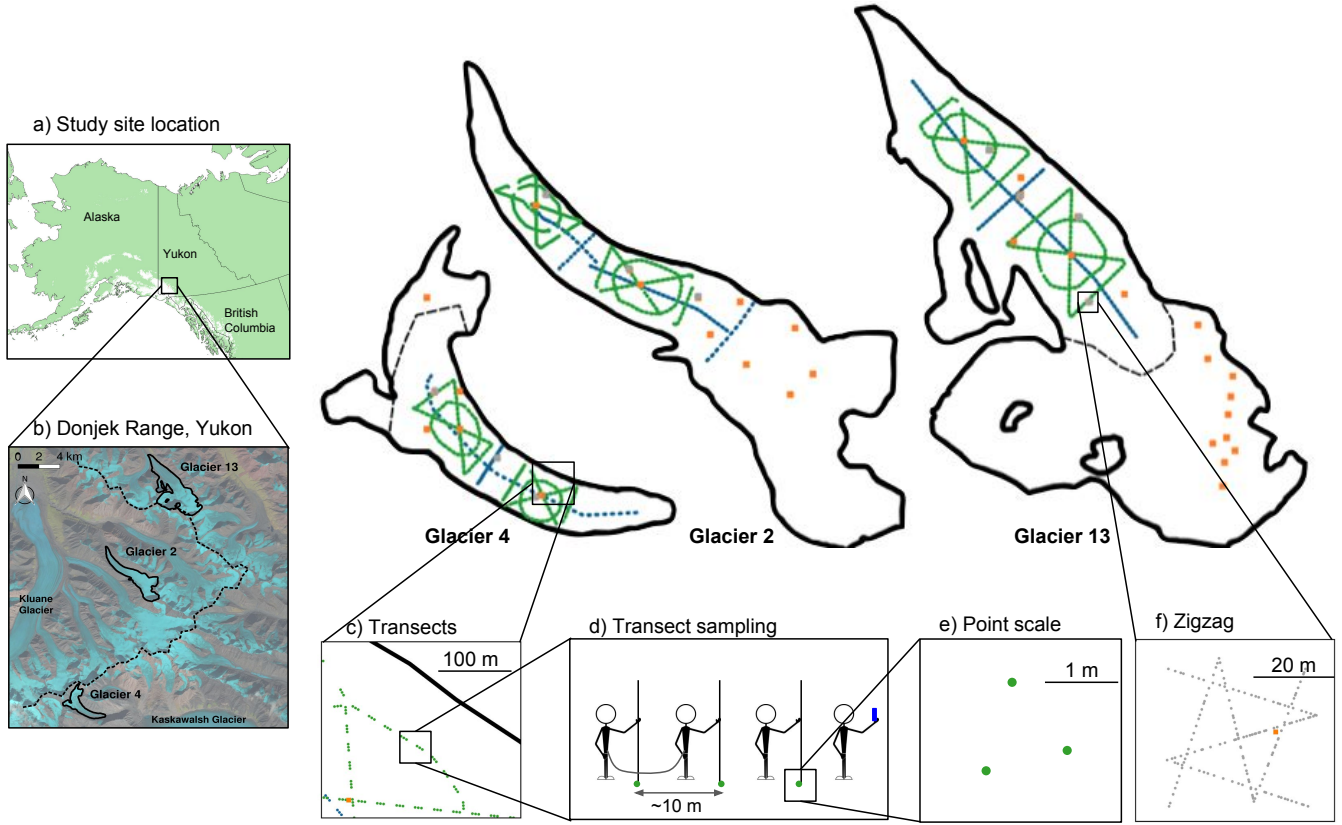 a) Study site location
Alaska
Yukon
British
Columbia
b) Donjek Range, Yukon
0 2 4 km
N
Glacier 13
Glacier 2
Kluane
Glacier
Glacier 4
Kaskawalsh Glacier
Glacier 4
Glacier 2
Glacier 13
c) Transects
100 m
d) Transect sampling
~10 m
e) Point scale
1 m
f) Zigzag
20 m